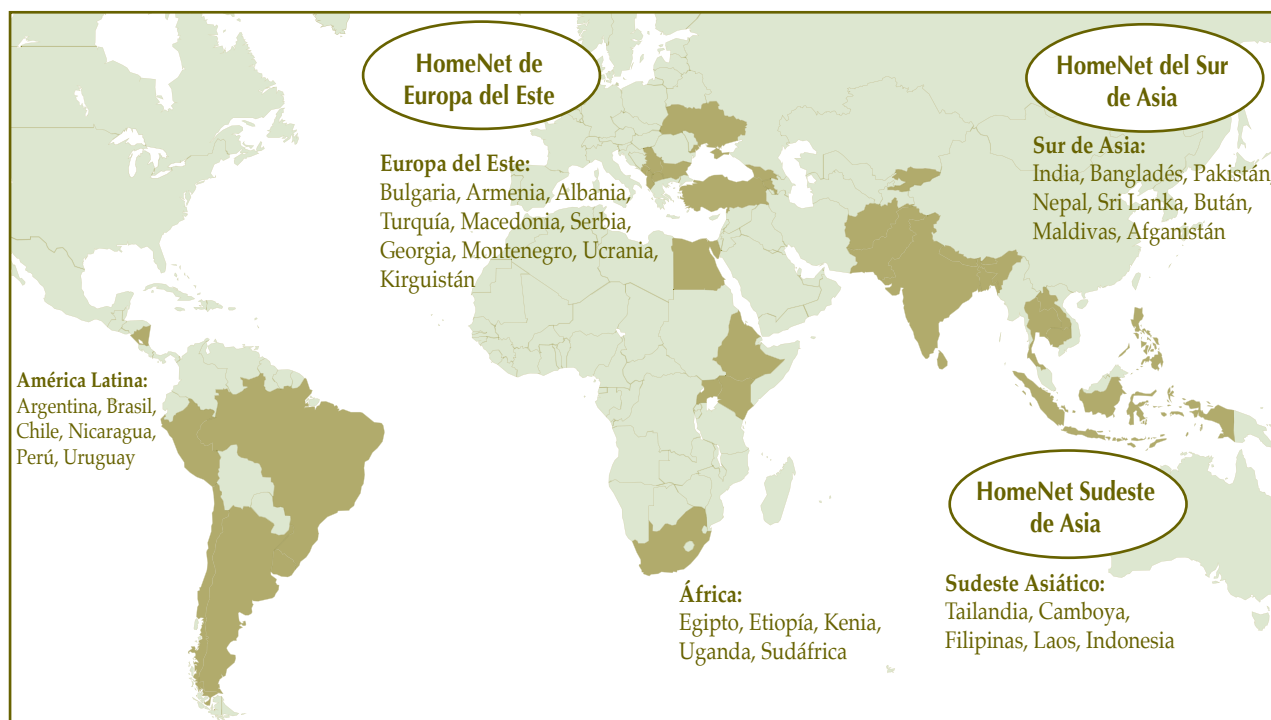 HomeNet de
Europa del Este
HomeNet del Sur
de Asia
Europa del Este:
Bulgaria, Armenia, Albania,
Turquía, Macedonia, Serbia,
Georgia, Montenegro, Ucrania,
Kirguistán
Sur de Asia:
India, Bangladés, Pakistán,
Nepal, Sri Lanka, Bután,
Maldivas, Afganistán
América Latina:
Argentina, Brasil,
Chile, Nicaragua,
Perú, Uruguay
África:
Egipto, Etiopía, Kenia,
Uganda, Sudáfrica
HomeNet Sudeste
de Asia
Sudeste Asiático:
Tailandia, Camboya,
Filipinas, Laos, Indonesia